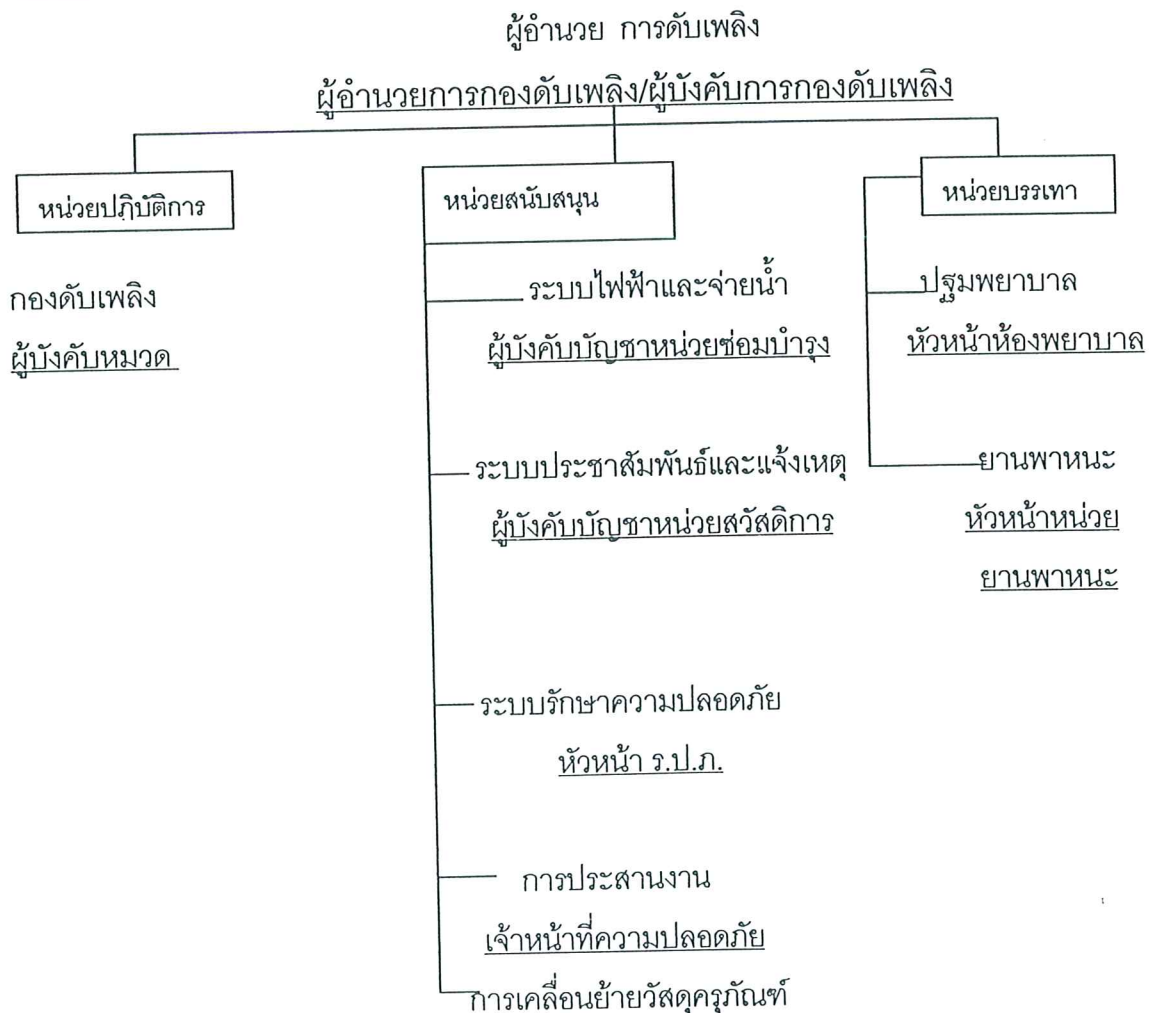 ผู้อำนวย การดับเพลิง
ผู้อำนวยการกองดับเพลิง/ผู้บังคับการกองดับเพลิง
หน่วยปฏิบัติการ
กองดับเพลิง
ผู้บังคับหมวด
หน่วยสนับสนุน
ระบบไฟฟ้าและจ่ายน้ำ
ผู้บังคับบัญชาหน่วยซ่อมบำรุง
ระบบประชาสัมพันธ์และแจ้งเหตุ
ผู้บังคับบัญชาหน่วยสวัสดิการ
ระบบรักษาความปลอดภัย
หัวหน้า ร.ป.ภ.
การประสานงาน
เจ้าหน้าที่ความปลอดภัย
การเคลื่อนย้ายวัสดุครุภัณฑ์
หน่วยบรรเทา
ปฐมพยาบาล
หัวหน้าห้องพยาบาล
ยานพาหนะ
หัวหน้าหน่วย
ยานพาหนะ